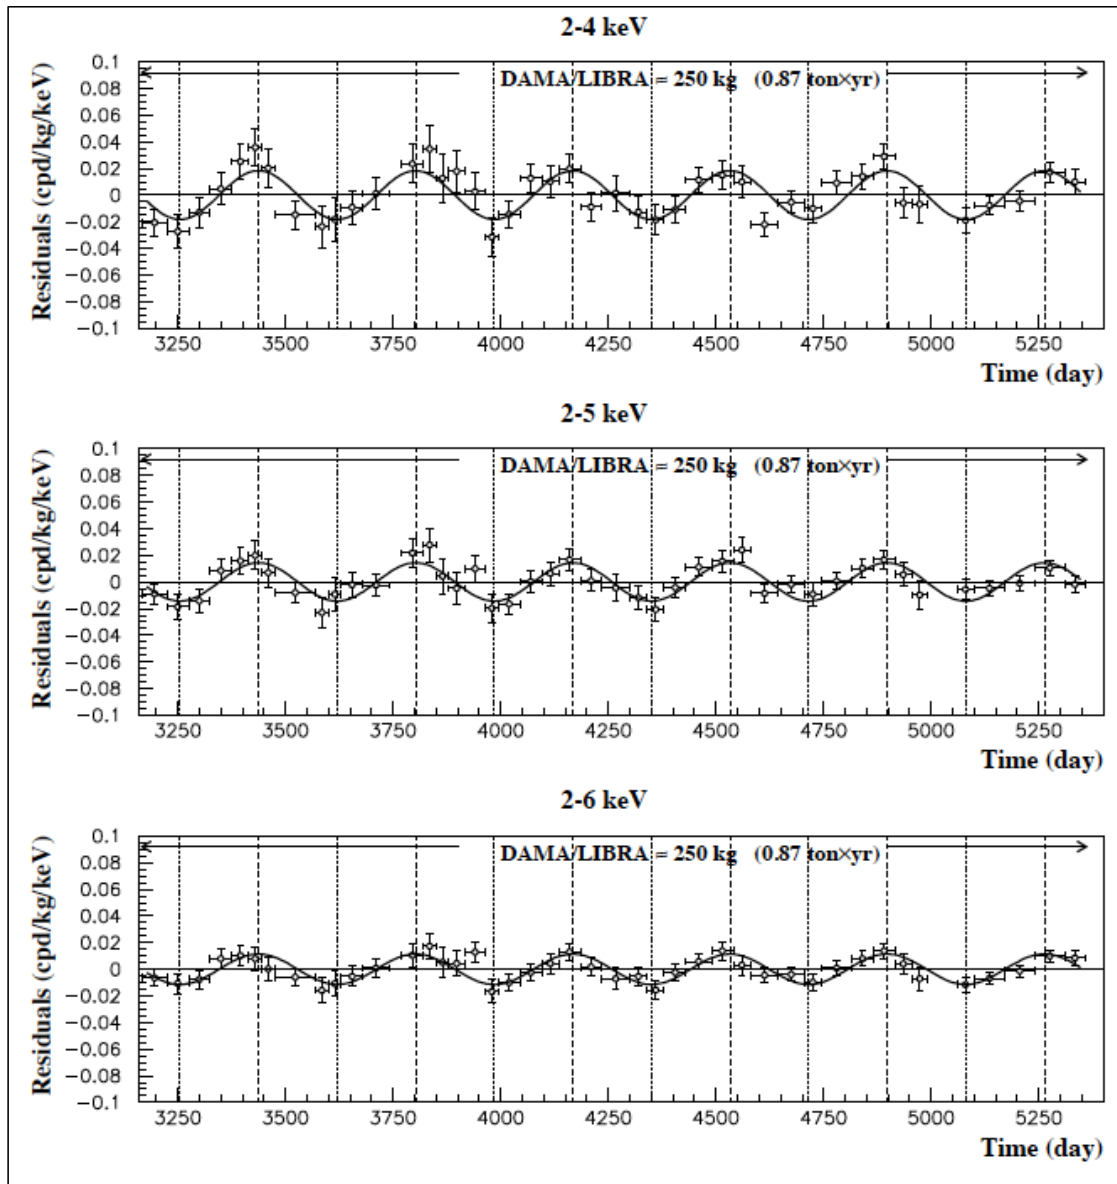 2-4 keV
DAMA/LIBRA = 250 kg (0.87 ton×yr)
Residuals (cpd/kg/keV)
0.1
0.08
0.06
0.04
0.02
0
−0.02
−0.04
−0.06
−0.08
−0.1
3250 3500 3750 4000 4250 4500 4750 5000 5250
Time (day)
2-5 keV
DAMA/LIBRA = 250 kg (0.87 ton×yr)
Residuals (cpd/kg/keV)
0.1
0.08
0.06
0.04
0.02
0
−0.02
−0.04
−0.06
−0.08
−0.1
3250 3500 3750 4000 4250 4500 4750 5000 5250
Time (day)
2-6 keV
DAMA/LIBRA = 250 kg (0.87 ton×yr)
Residuals (cpd/kg/keV)
0.1
0.08
0.06
0.04
0.02
0
−0.02
−0.04
−0.06
−0.08
−0.1
3250 3500 3750 4000 4250 4500 4750 5000 5250
Time (day)